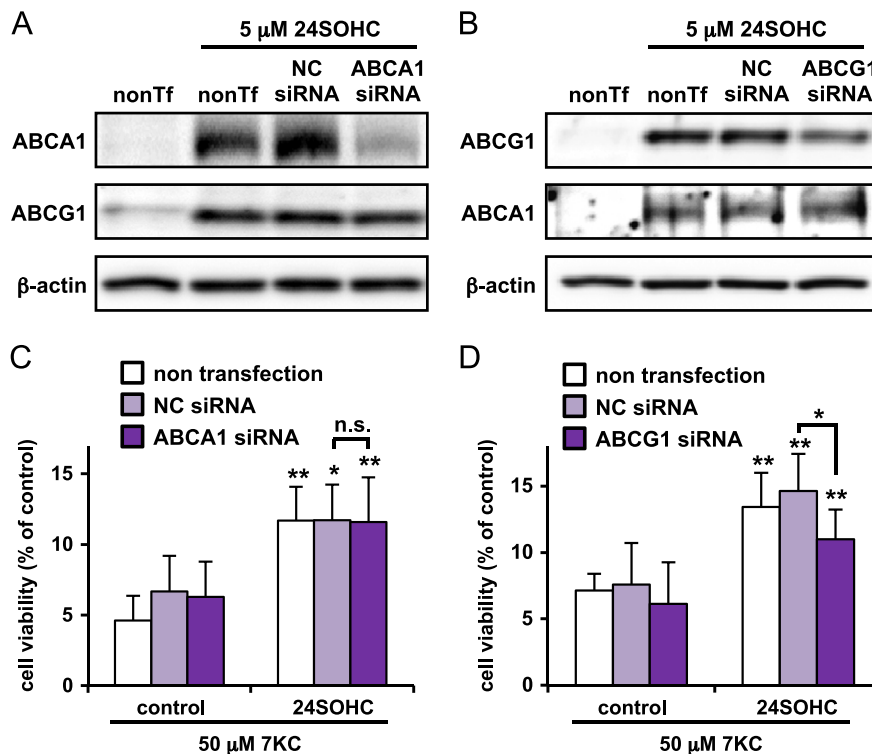 A
5 μM 24SOHC
nonTf nonTf NC siRNA ABCA1 siRNA
ABCA1
ABCG1
β-actin
B
5 μM 24SOHC
nonTf nonTf NC siRNA ABCG1 siRNA
ABCG1
ABCA1
β-actin
C
non transfection
NC siRNA
ABCA1 siRNA
cell viability (% of control)
15
10
5
0
** * **
n.s.
control 24SOHC
50 μM 7KC
D
non transfection
NC siRNA
ABCG1 siRNA
cell viability (% of control)
15
10
5
0
** ** **
*
control 24SOHC
50 μM 7KC